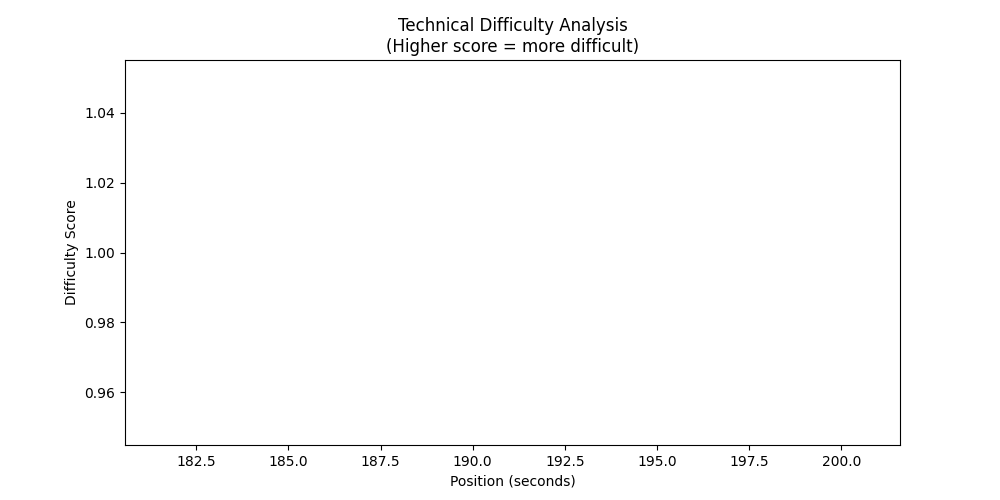 Technical Difficulty Analysis
(Higher score = more difficult)
1.04
1.02
1.00
0.98
0.96
Difficulty Score
182.5 185.0 187.5 190.0 192.5 195.0 197.5 200.0
Position (seconds)